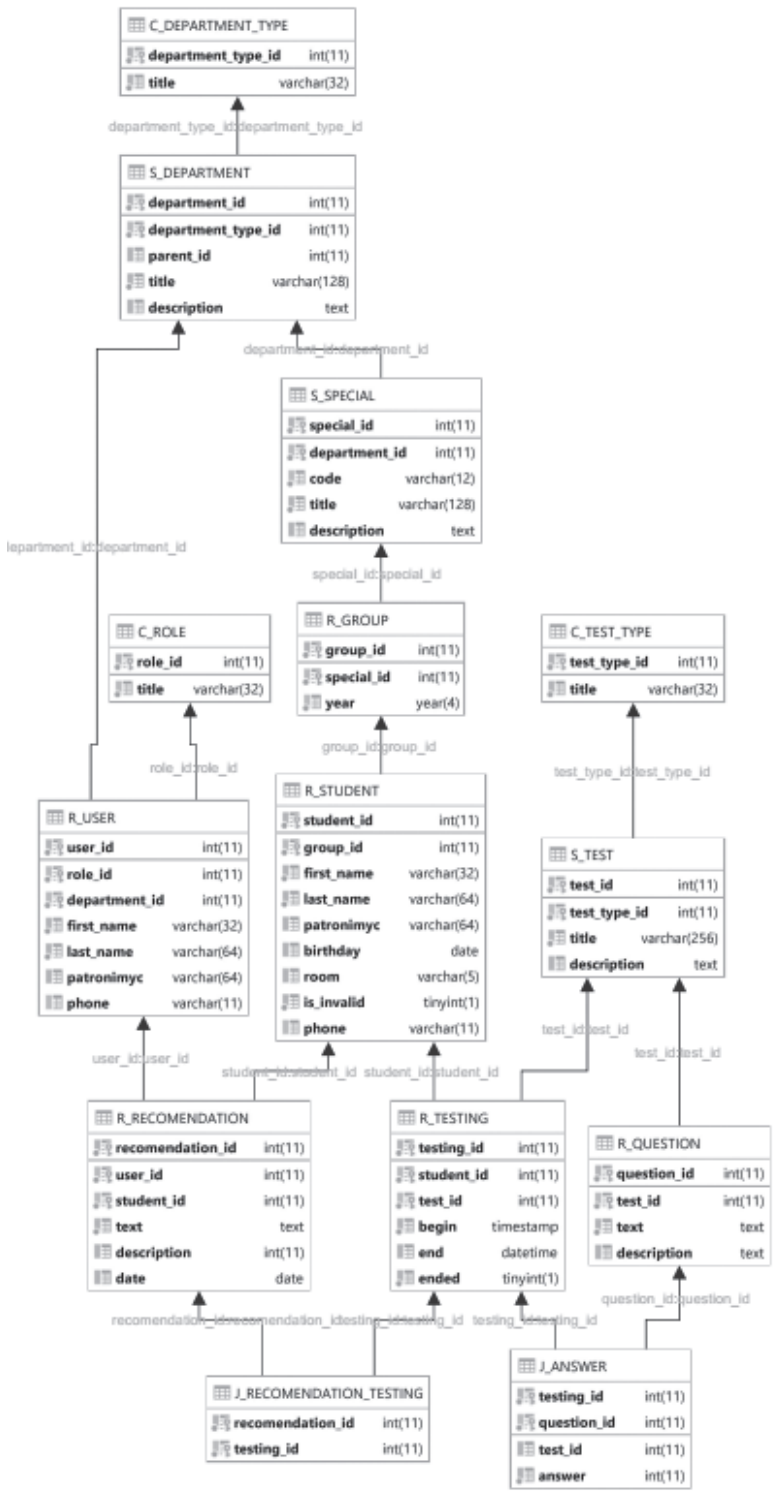 C_DEPARTMENT_TYPE
department_type_id int(11)
title varchar(32)
department_type_id:department_type_id
S_DEPARTMENT
department_id int(11)
department_type_id int(11)
parent_id int(11)
title varchar(128)
description text
department_id:department_id
S_SPECIAL
special_id int(11)
department_id int(11)
code varchar(12)
title varchar(128)
description text
lepartment_id:department_id
special_id:special_id
C_ROLE
role_id int(11)
title varchar(32)
R_GROUP
group_id int(11)
special_id int(11)
year year(4)
C_TEST_TYPE
test_type_id int(11)
title varchar(32)
role_id:role_id
group_id:group_id
test_type_id:test_type_id
R_USER
user_id int(11)
role_id int(11)
department_id int(11)
first_name varchar(32)
last_name varchar(64)
patronimyc varchar(64)
phone varchar(11)
R_STUDENT
student_id int(11)
group_id int(11)
first_name varchar(32)
last_name varchar(64)
patronimyc varchar(64)
birthday date
room varchar(5)
is_invalid tinyint(1)
phone varchar(11)
S_TEST
test_id int(11)
test_type_id int(11)
title varchar(256)
description text
user_id:user_id
student_id:student_id
student_id:student_id
test_id:test_id
test_id:test_id
R_RECOMENDATION
recomendation_id int(11)
user_id int(11)
student_id int(11)
text text
description int(11)
date date
R_TESTING
testing_id int(11)
student_id int(11)
test_id int(11)
begin timestamp
end datetime
ended tinyint(1)
R_QUESTION
question_id int(11)
test_id int(11)
text text
description text
recomendation_id:recomendation_id
testing_id:testing_id
testing_id:testing_id
question_id:question_id
J_RECOMENDATION_TESTING
recomendation_id int(11)
testing_id int(11)
J_ANSWER
testing_id int(11)
question_id int(11)
test_id int(11)
answer int(11)